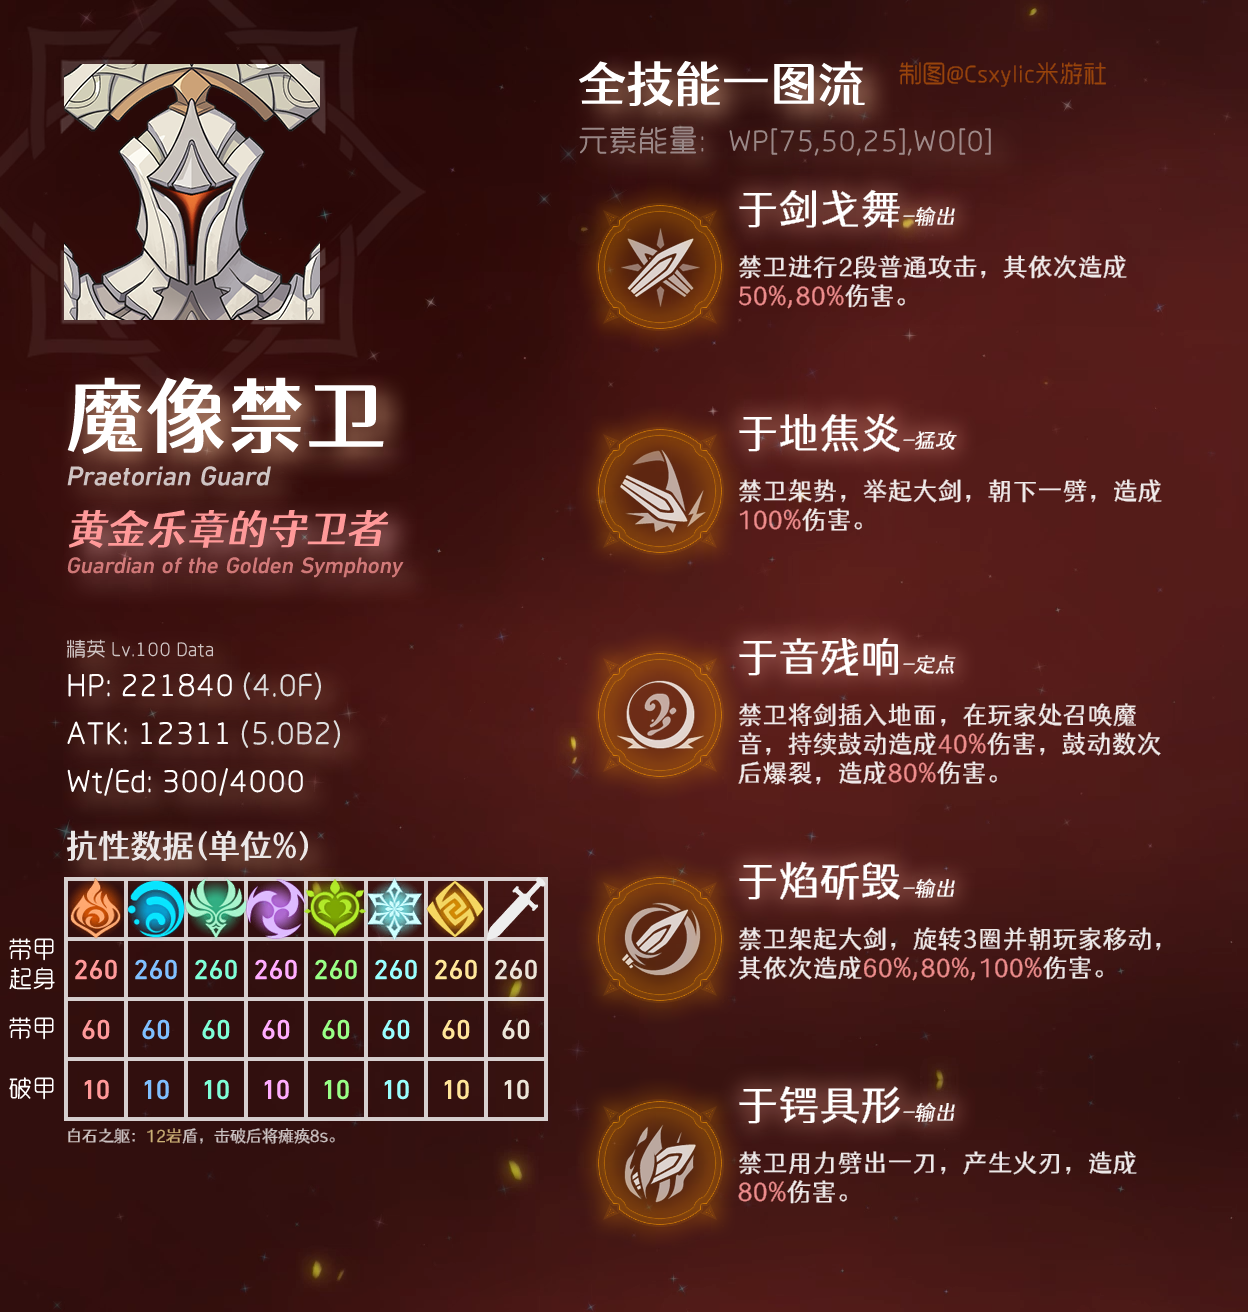 全技能一图流
制图@Csxylic米游社
元素能量： WP[75,50,25],WO[0]
魔像禁卫
Praetorian Guard
黄金乐章的守卫者
Guardian of the Golden Symphony
精英 Lv.100 Data
HP: 221840 (4.0F)
ATK: 12311 (5.0B2)
Wt/Ed: 300/4000
抗性数据(单位%)
带甲
起身
260 260 260 260 260 260 260 260
带甲
60 60 60 60 60 60 60 60
破甲
10 10 10 10 10 10 10 10
白石之躯：12岩盾，击破后将瘫痪8s。
于剑戈舞-输出
禁卫进行2段普通攻击，其依次造成
50%,80%伤害。
于地焦炎-猛攻
禁卫架势，举起大剑，朝下一劈，造成
100%伤害。
于音残响-定点
禁卫将剑插入地面，在玩家处召唤魔
音，持续鼓动造成40%伤害，鼓动数次
后爆裂，造成80%伤害。
于焰斫毁-输出
禁卫架起大剑，旋转3圈并朝玩家移动，
其依次造成60%,80%,100%伤害。
于锷具形-输出
禁卫用力劈出一刀，产生火刃，造成
80%伤害。